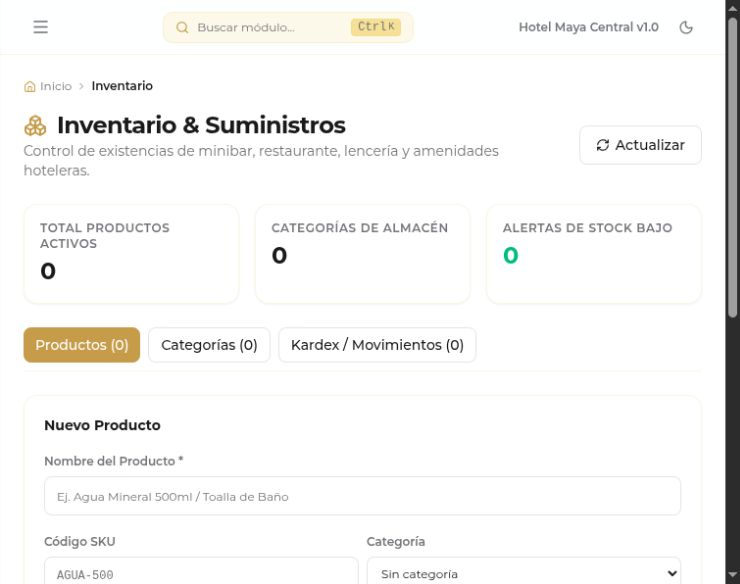 Buscar módulo...
Ctrl K
Hotel Maya Central v1.0
Inicio > Inventario
Inventario & Suministros
Control de existencias de minibar, restaurante, lencería y amenidades
hoteleras.
Actualizar
TOTAL PRODUCTOS
ACTIVOS
0
CATEGORÍAS DE ALMACÉN
0
ALERTAS DE STOCK BAJO
0
Productos (0)
Categorías (0)
Kardex / Movimientos (0)
Nuevo Producto
Nombre del Producto *
Ej. Agua Mineral 500ml / Toalla de Baño
Código SKU
Categoría
AGUA-500
Sin categoría